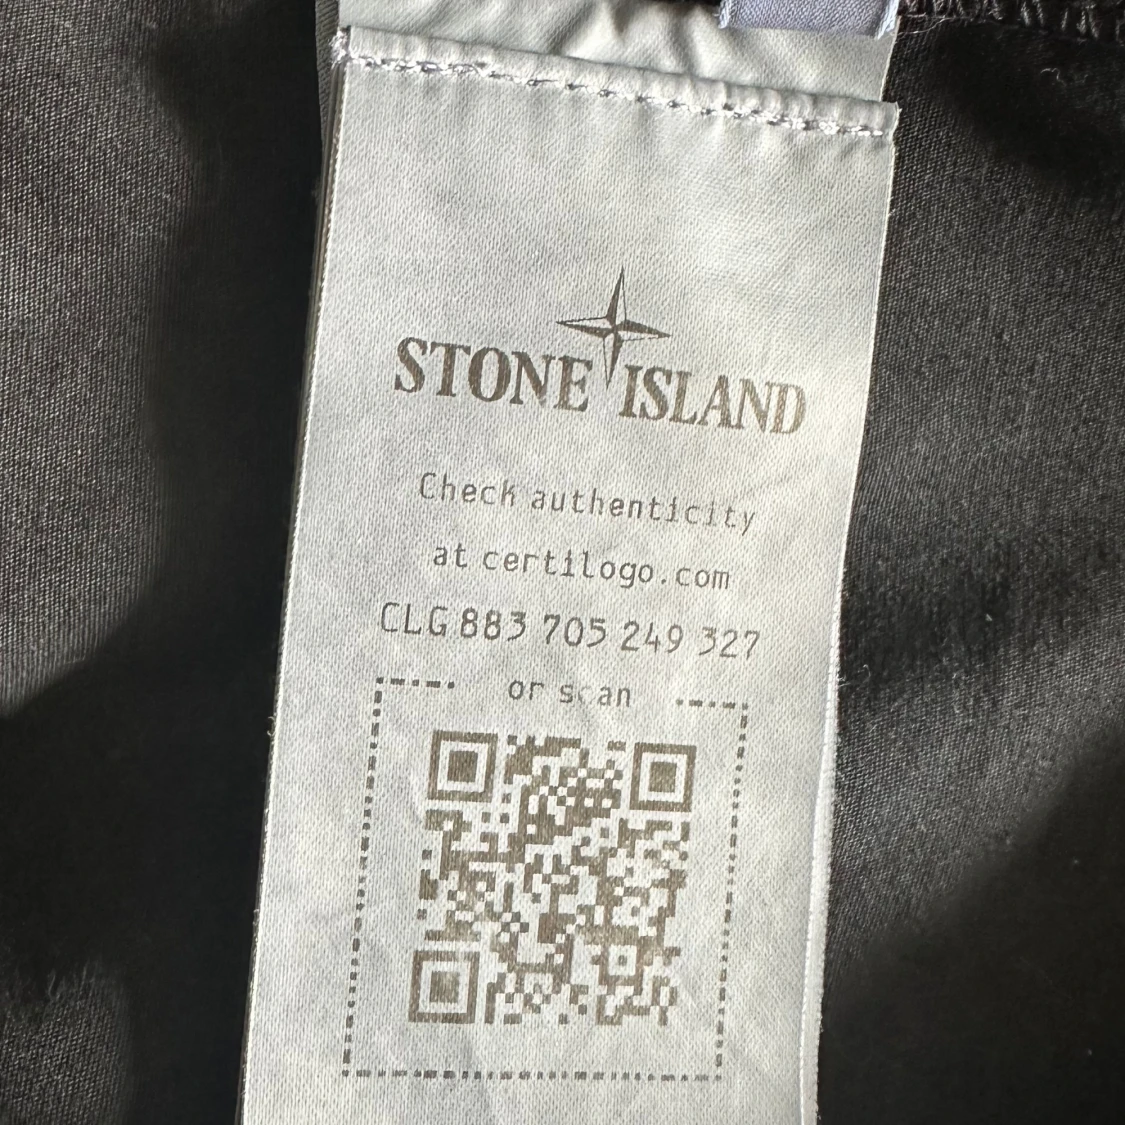 STONE ISLAND
Check authenticity
at certilogo.com
CLG 883 705 249 327
or scan